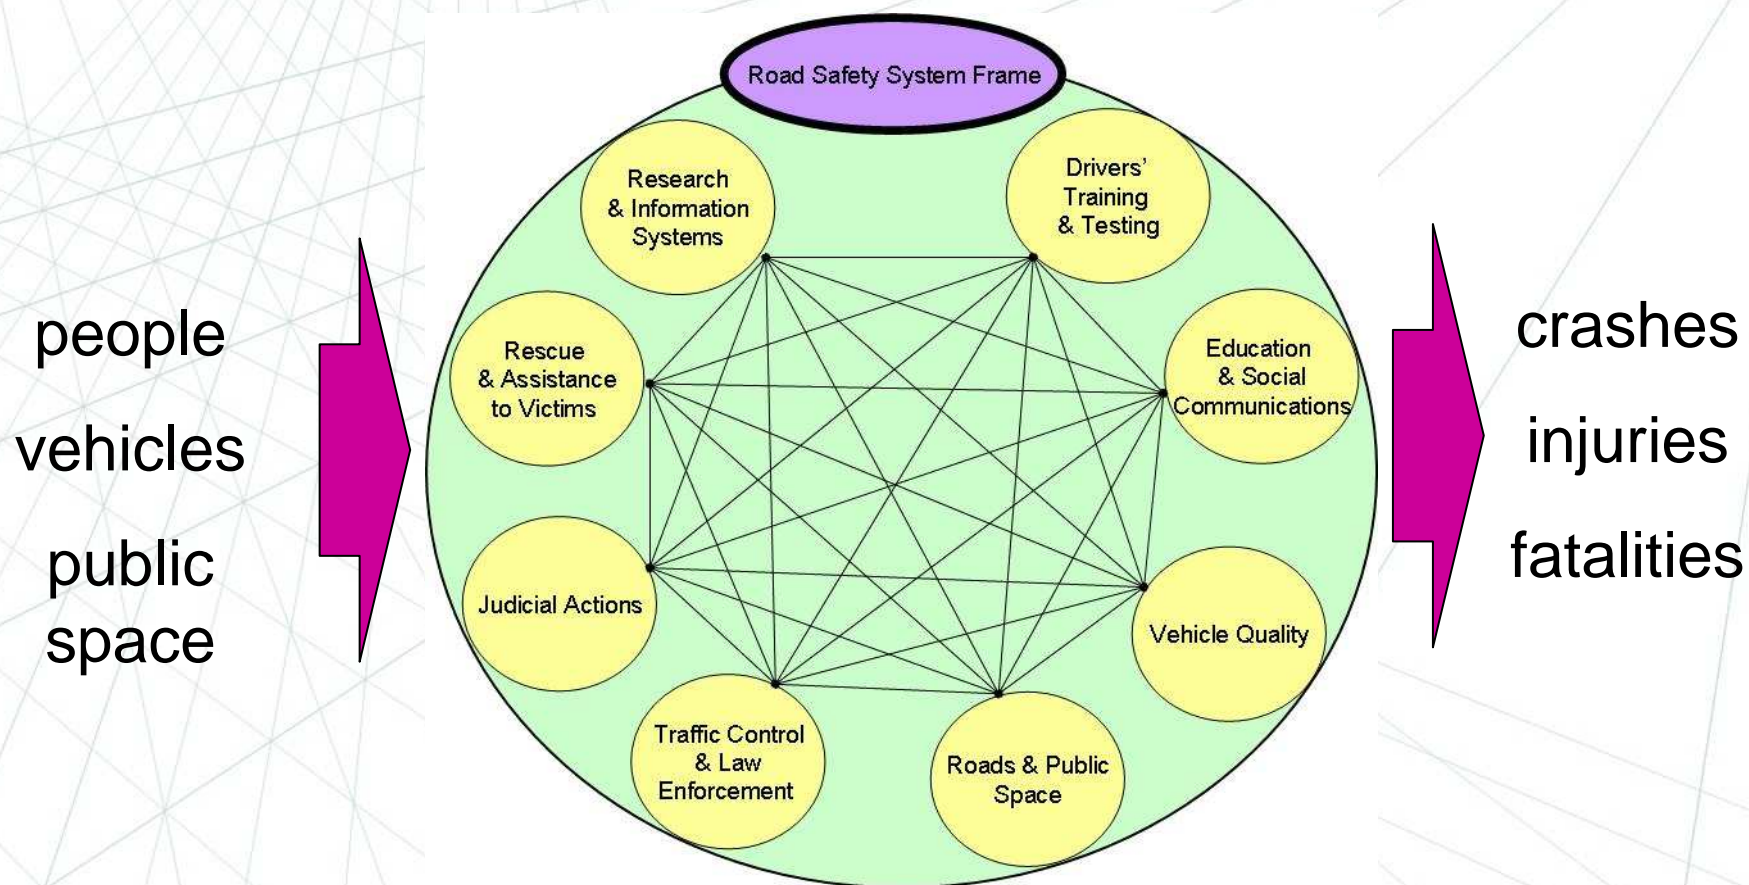 Road Safety System Frame
Research
& Information
Systems
Drivers’
Training
& Testing
Rescue
& Assistance
to Victims
Education
& Social
Communications
Judicial Actions
Vehicle Quality
Traffic Control
& Law
Enforcement
Roads & Public
Space
people
vehicles
public
space
crashes
injuries
fatalities